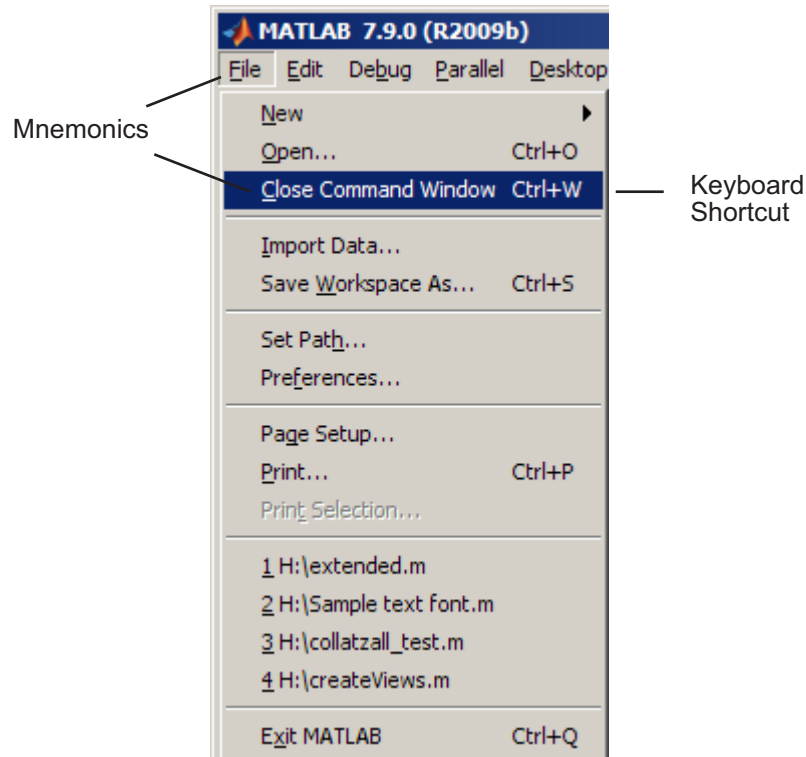 MATLAB 7.9.0 (R2009b)
File Edit Debug Parallel Desktop
New
Mnemonics
Open... Ctrl+O
Close Command Window Ctrl+W
Keyboard
Shortcut
Import Data...
Save Workspace As... Ctrl+S
Set Path...
Preferences...
Page Setup...
Print... Ctrl+P
Print Selection...
1 H:\extended.m
2 H:\Sample text font.m
3 H:\collatzall_test.m
4 H:\createViews.m
Exit MATLAB Ctrl+Q